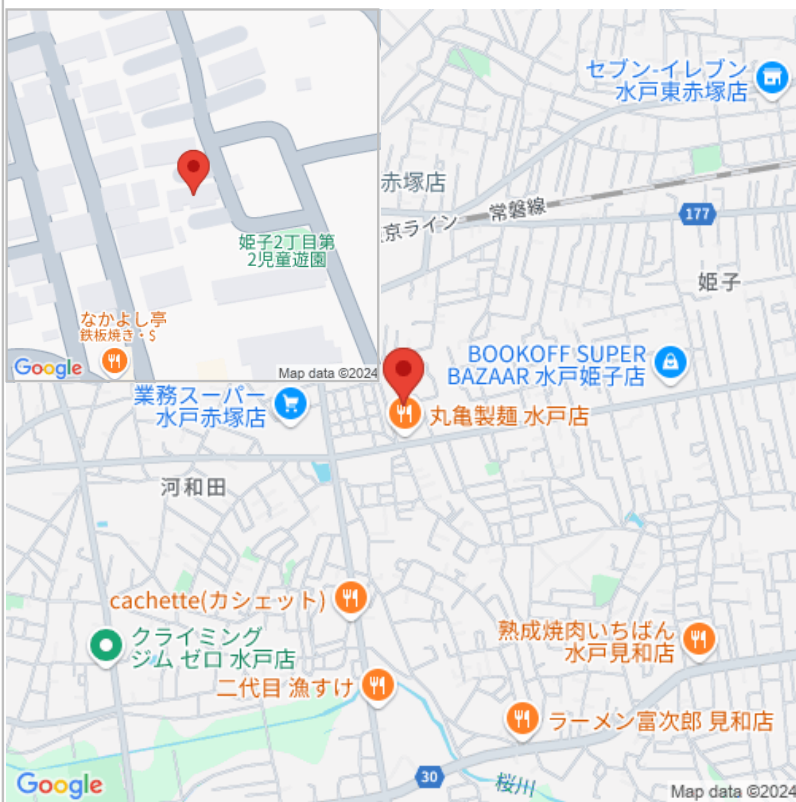 姫子2丁目第
2児童遊園
なかよし亭
鉄板焼き・$
Google
Map data ©2024
セブン-イレブン
水戸東赤塚店
赤塚店
京ライン
常磐線
177
姫子
BOOKOFF SUPER
BAZAAR 水戸姫子店
業務スーパー
水戸赤塚店
丸亀製麺 水戸店
河和田
cachette(カシェット)
クライミング
ジム ゼロ 水戸店
熟成焼肉いちばん
水戸見和店
二代目 漁すけ
ラーメン富次郎 見和店
30
桜川
Google
Map data ©2024